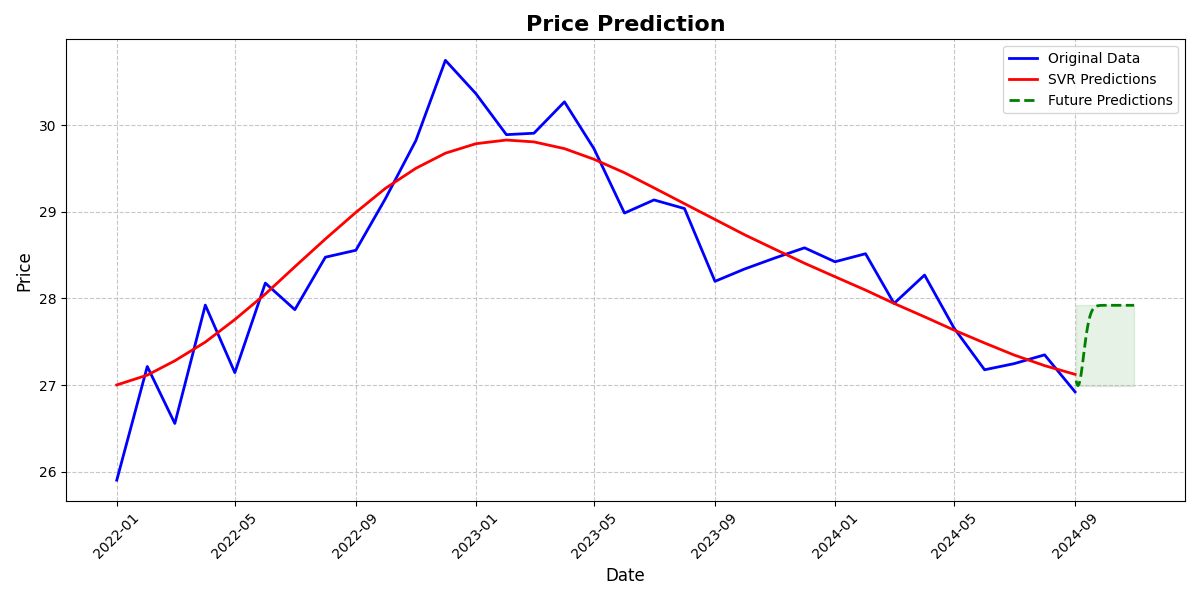 Price Prediction
Original Data
SVR Predictions
Future Predictions
Price
30
29
28
27
26
2022-01
2022-05
2022-09
2023-01
2023-05
2023-09
2024-01
2024-05
2024-09
Date